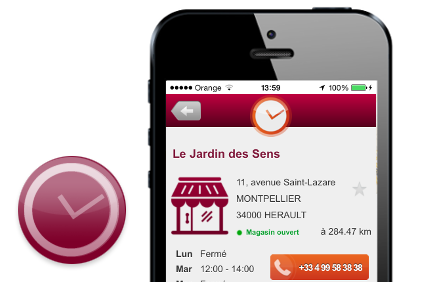 Orange 13:59 100%
Le Jardin des Sens
11, avenue Saint-Lazare
MONTPELLIER
34000 HERAULT
Magasin ouvert à 284.47 km
Lun Fermé
Mar 12:00 - 14:00
+33 4 99 58 38 38